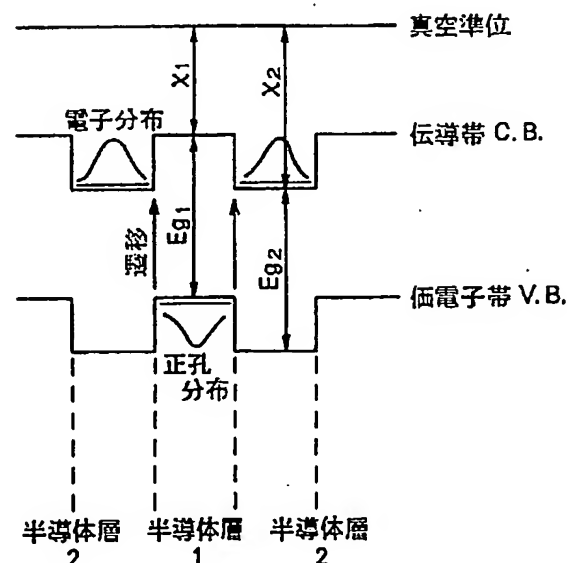 真空準位
χ1
χ2
電子分布
伝導帯 C.B.
遷移
Eg1
Eg2
価電子帯 V.B.
正孔
分布
半導体層
2
半導体層
1
半導体層
2